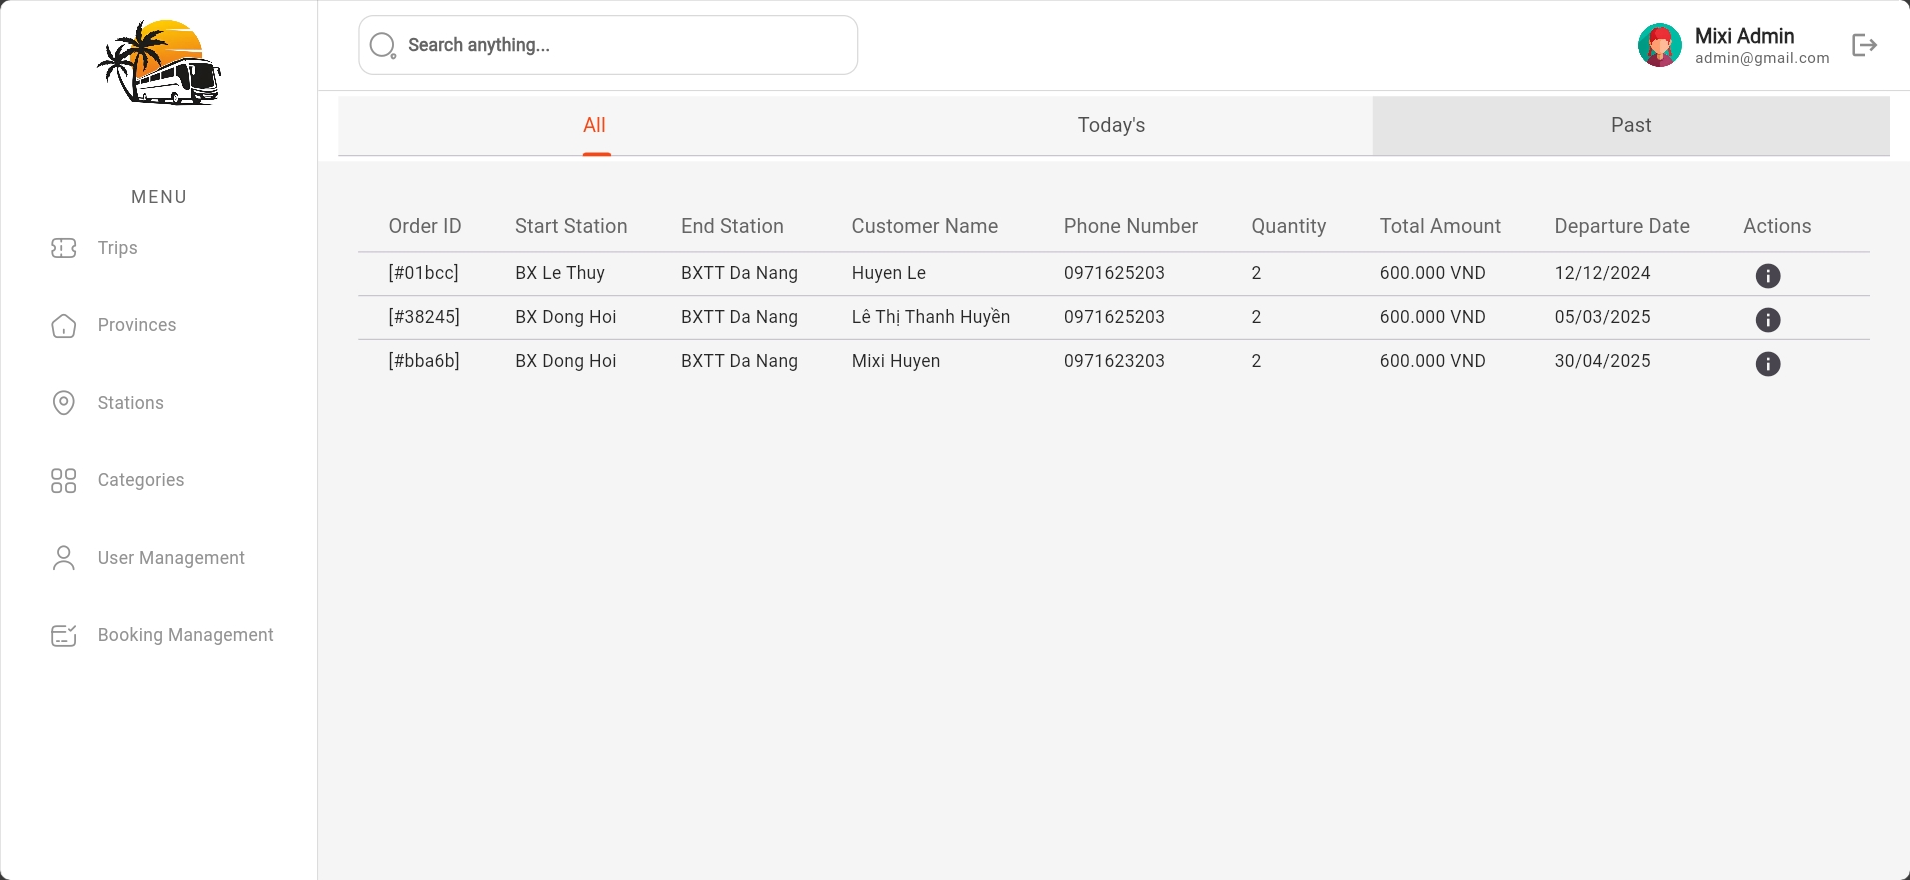 Search anything...
Mixi Admin
admin@gmail.com
All Today's Past
MENU
Trips
Provinces
Stations
Categories
User Management
Booking Management
Order ID Start Station End Station Customer Name Phone Number Quantity Total Amount Departure Date Actions
[#01bcc] BX Le Thuy BXTT Da Nang Huyen Le 0971625203 2 600.000 VND 12/12/2024
[#38245] BX Dong Hoi BXTT Da Nang Lê Thị Thanh Huyền 0971625203 2 600.000 VND 05/03/2025
[#bba6b] BX Dong Hoi BXTT Da Nang Mixi Huyen 0971623203 2 600.000 VND 30/04/2025